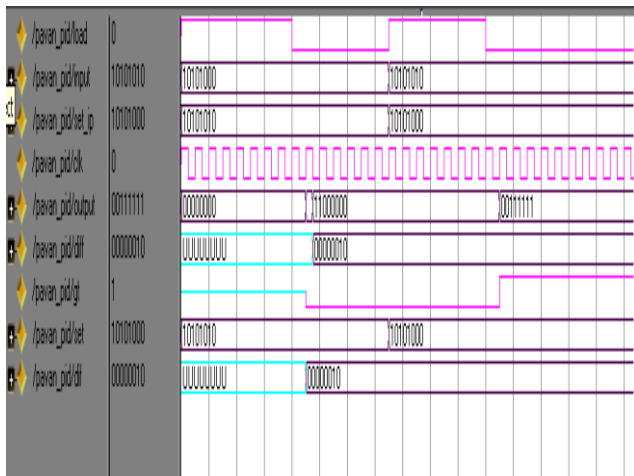 /pavan_pid/load 0
/pavan_pid/input 10101010 10101000 10101010
/pavan_pid/set_ip 10101000 10101010 10101000
/pavan_pid/clk 0
/pavan_pid/output 00111111 00000000 11000000 00111111
/pavan_pid/diff 00000010 UUUUUUUU 00000010
/pavan_pid/gt 1
/pavan_pid/set 10101000 10101010 10101000
/pavan_pid/dif 00000010 UUUUUUUU 00000010